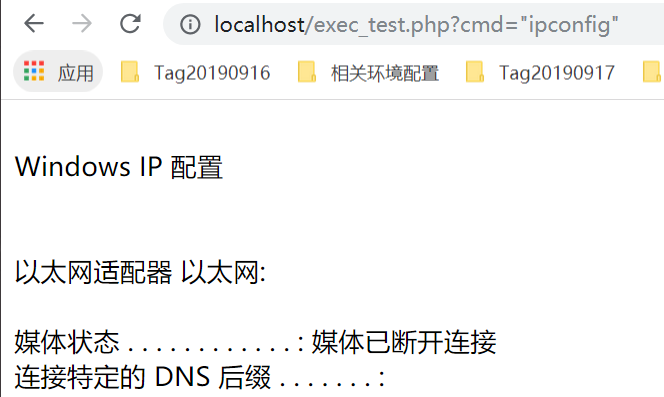 localhost/exec_test.php?cmd="ipconfig"
应用 Tag20190916 相关环境配置 Tag20190917
Windows IP 配置
以太网适配器 以太网:
媒体状态 . . . . . . . . . . . . : 媒体已断开连接
连接特定的 DNS 后缀 . . . . . . . :